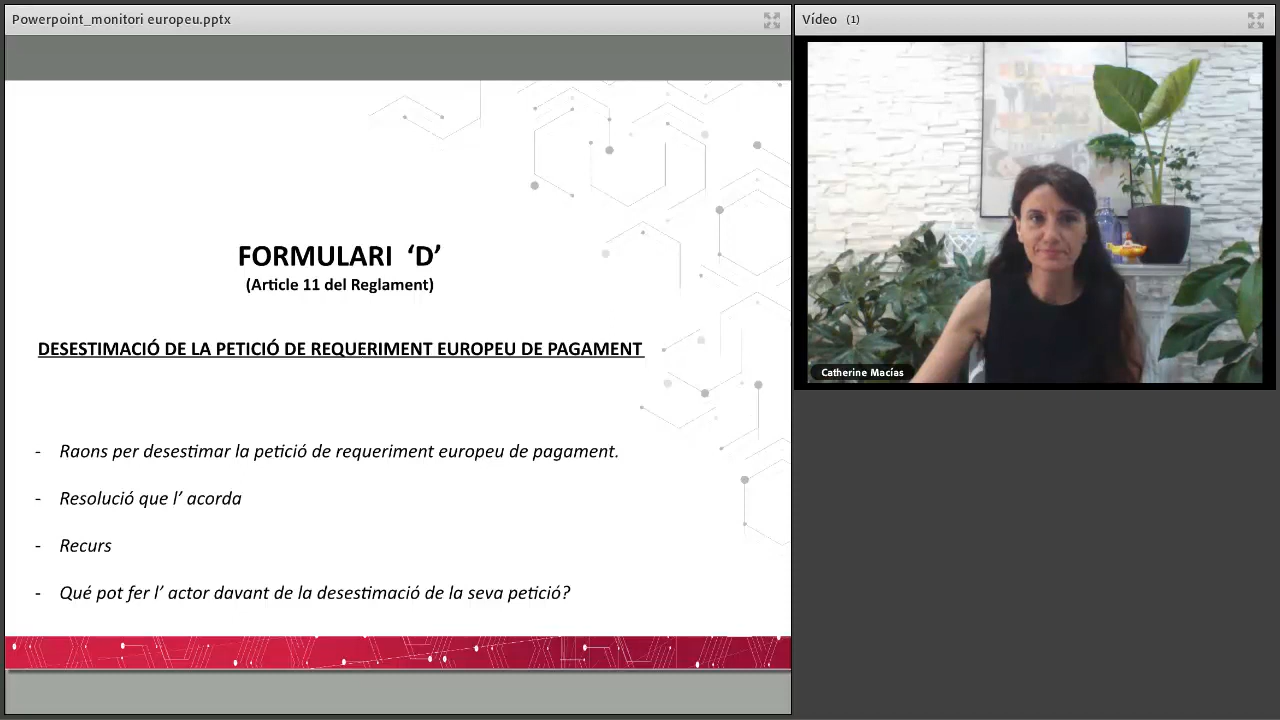 Powerpoint_monitori europeu.pptx
Vídeo (1)
FORMULARI ‘D’
(Article 11 del Reglament)
DESESTIMACIÓ DE LA PETICIÓ DE REQUERIMENT EUROPEU DE PAGAMENT
- Raons per desestimar la petició de requeriment europeu de pagament.
- Resolució que l’ acorda
- Recurs
- Qué pot fer l’ actor davant de la desestimació de la seva petició?
Catherine Macías